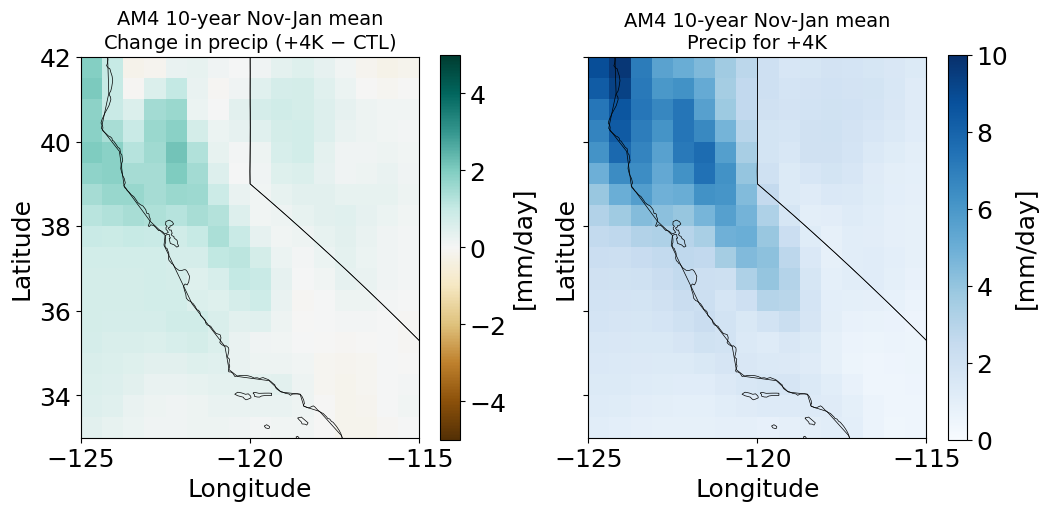 AM4 10-year Nov-Jan mean
Change in precip (+4K − CTL)
42
40
38
36
34
Latitude
−125
−120
−115
Longitude
4
2
0
−2
−4
[mm/day]
AM4 10-year Nov-Jan mean
Precip for +4K
Latitude
−125
−120
−115
Longitude
10
8
6
4
2
0
[mm/day]